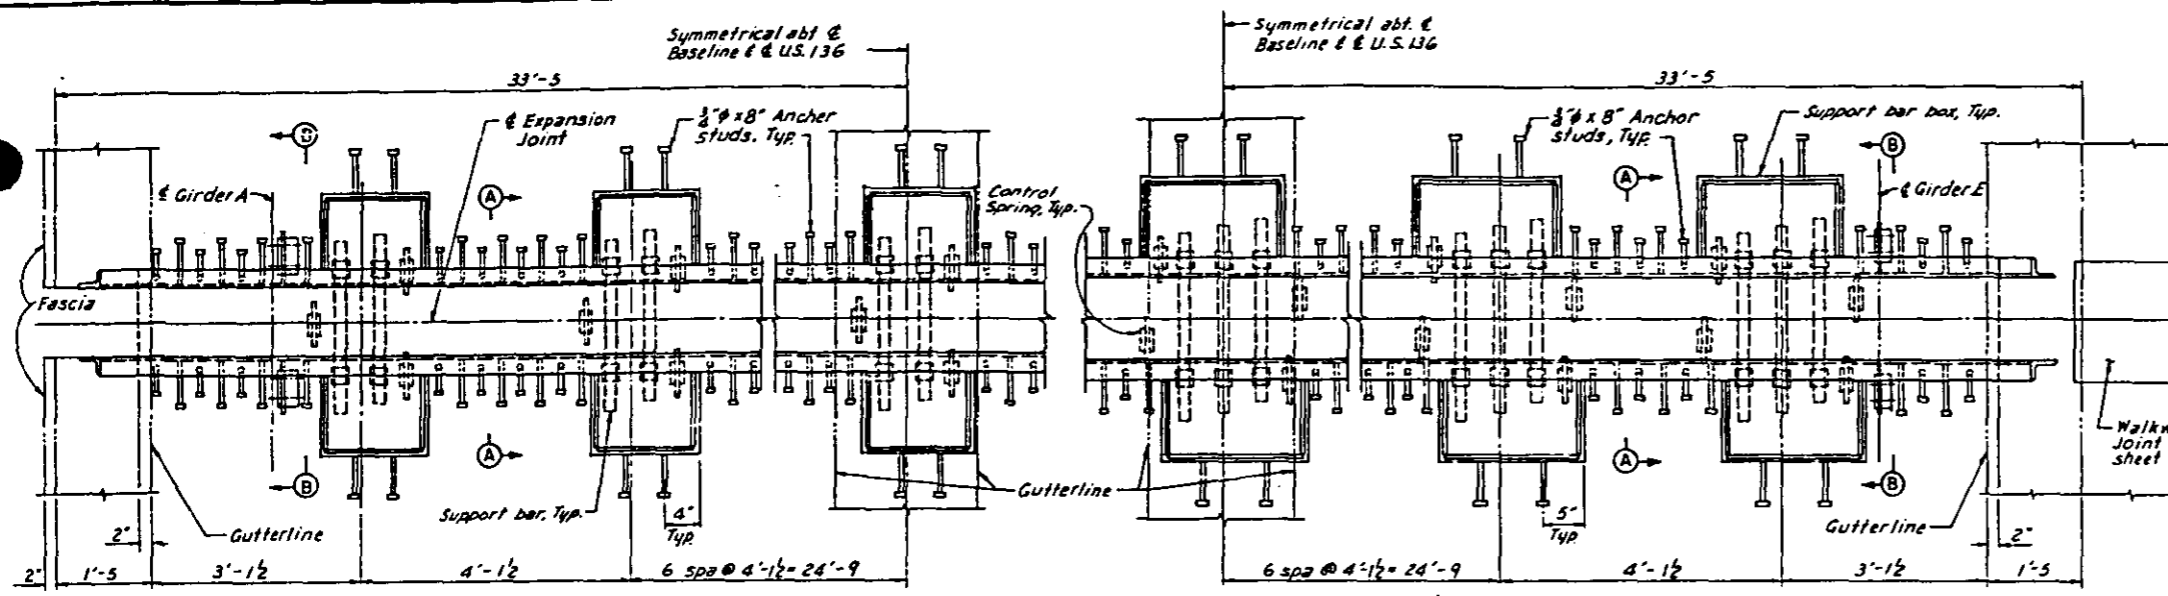 Symmetrical abt ℄
Baseline & ℄ U.S. 136
33'-5
℄ Expansion
Joint
¾"φ x 8" Ancher
studs. Typ.
℄ Girder A
B
A
Fascia
A
B
Support bar, Typ.
4"
Typ.
Gutterline
2"
2"
1'-5
3'-1½
4'-1½
6 spa @ 4'-1½ = 24'-9
Gutterline
Symmetrical abt. ℄
Baseline & ℄ U.S. 136
33'-5
¾"φ x 8" Anchor
studs, Typ.
Support bar box, Typ.
Control
Spring, Typ.
A
B
℄ Girder E
A
B
5"
Typ.
Gutterline
2"
Joint
sheet
6 spa @ 4'-1½ = 24'-9
4'-1½
3'-1½
1'-5